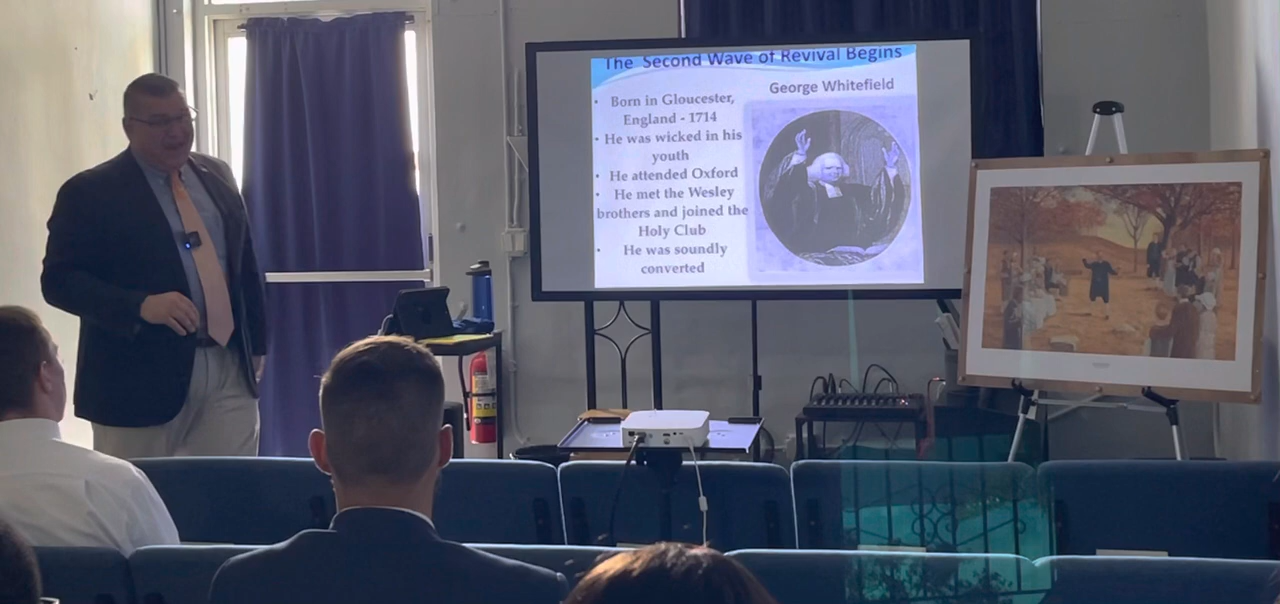 The Second Wave of Revival Begins
George Whitefield
• Born in Gloucester,
England - 1714
• He was wicked in his
youth
• He attended Oxford
• He met the Wesley
brothers and joined the
Holy Club
• He was soundly
converted